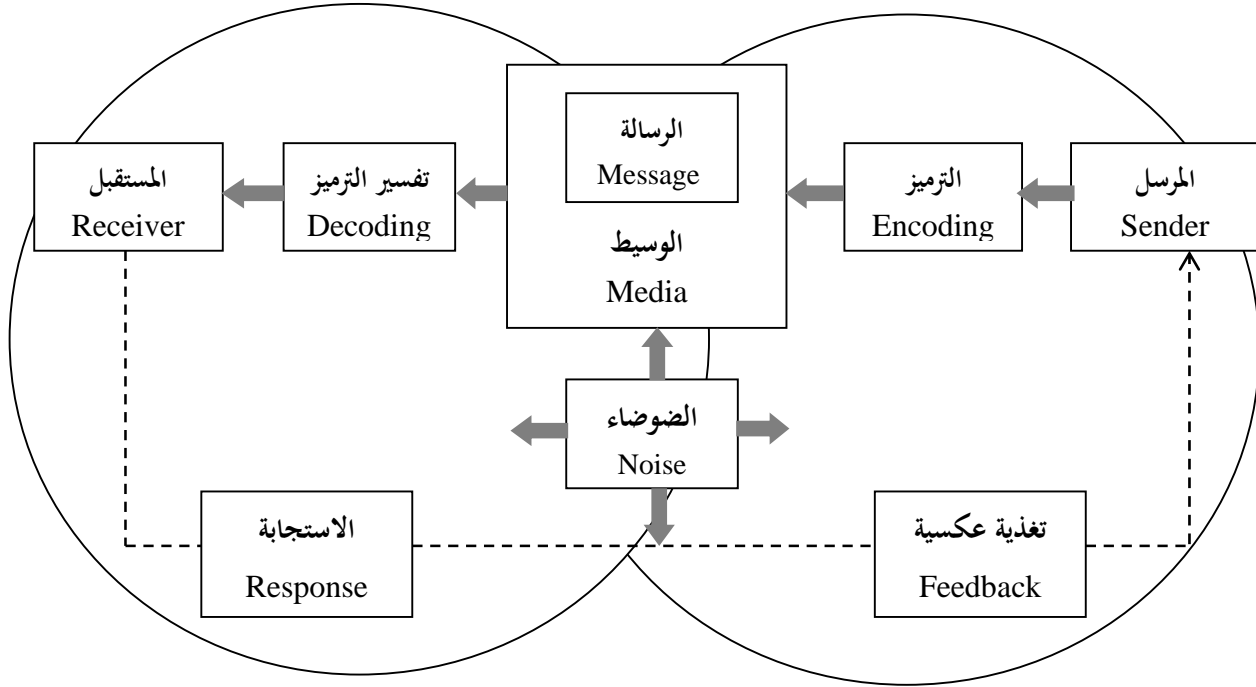 المرسل
Sender
الترميز
Encoding
الرسالة
Message
الوسيط
Media
تفسير الترميز
Decoding
المستقبل
Receiver
الضوضاء
Noise
الاستجابة
Response
تغذية عكسية
Feedback